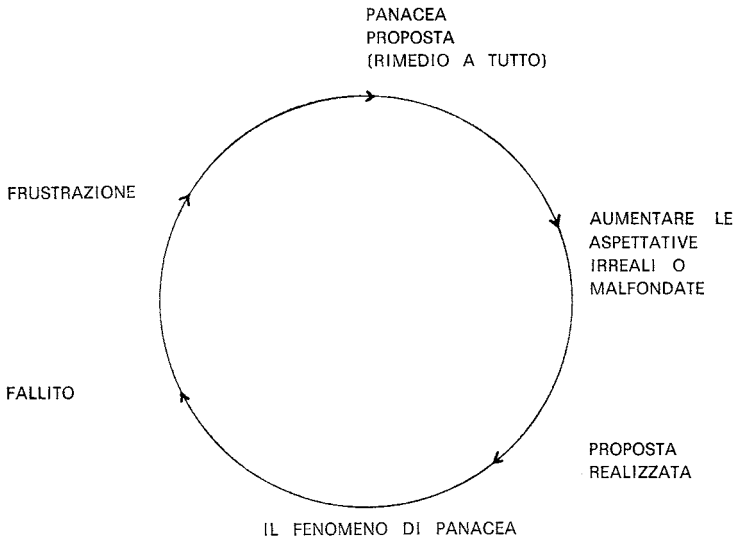 PANACEA
PROPOSTA
(RIMEDIO A TUTTO)
FRUSTRAZIONE
AUMENTARE LE
ASPETTATIVE
IRREALI O
MALFONDATE
FALLITO
PROPOSTA
REALIZZATA
IL FENOMENO DI PANACEA